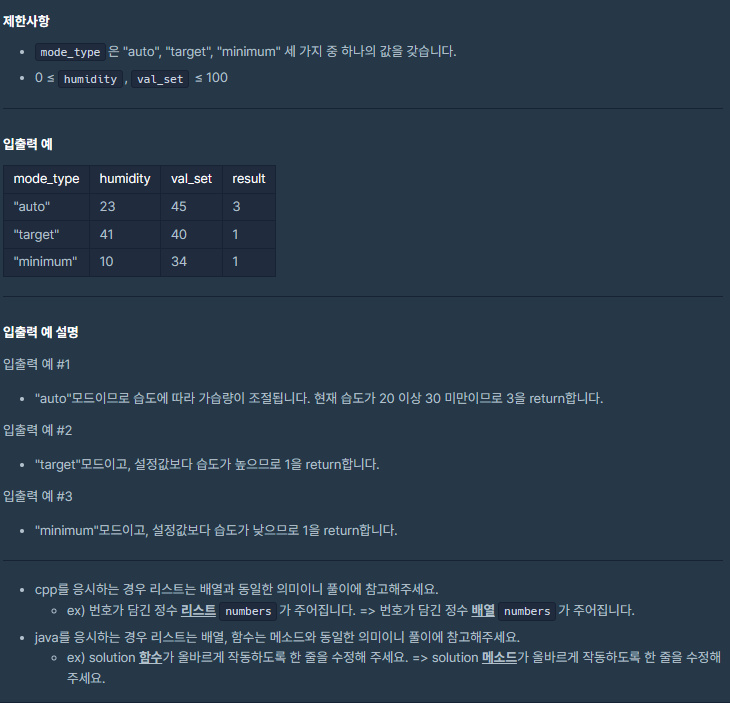 제한사항
mode_type 은 "auto", "target", "minimum" 세 가지 중 하나의 값을 갖습니다.
0 ≤ humidity, val_set ≤ 100
입출력 예
mode_type humidity val_set result
"auto" 23 45 3
"target" 41 40 1
"minimum" 10 34 1
입출력 예 설명
입출력 예 #1
"auto"모드이므로 습도에 따라 가습량이 조절됩니다. 현재 습도가 20 이상 30 미만이므로 3을 return합니다.
입출력 예 #2
"target"모드이고, 설정값보다 습도가 높으므로 1을 return합니다.
입출력 예 #3
"minimum"모드이고, 설정값보다 습도가 낮으므로 1을 return합니다.
cpp를 응시하는 경우 리스트는 배열과 동일한 의미이니 풀이에 참고해주세요.
ex) 번호가 담긴 정수 리스트 numbers 가 주어집니다. => 번호가 담긴 정수 배열 numbers 가 주어집니다.
java를 응시하는 경우 리스트는 배열, 함수는 메소드와 동일한 의미이니 풀이에 참고해주세요.
ex) solution 함수가 올바르게 작동하도록 한 줄을 수정해 주세요. => solution 메소드가 올바르게 작동하도록 한 줄을 수정해
주세요.